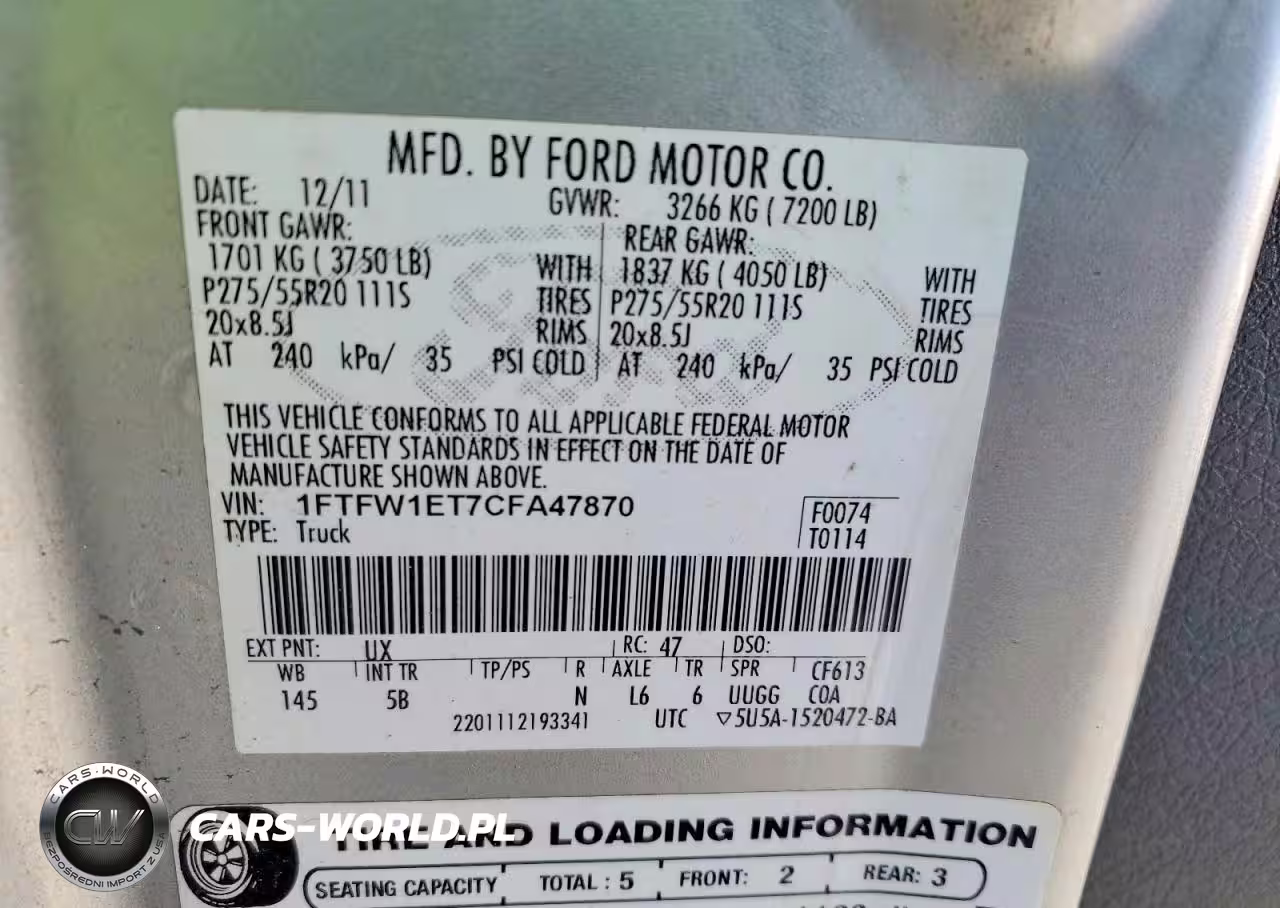 MFD. BY FORD MOTOR CO.
DATE: 12/11 GVWR: 3266 KG ( 7200 LB)
FRONT GAWR: REAR GAWR:
1701 KG ( 3750 LB) WITH 1837 KG ( 4050 LB) WITH
P275/55R20 111S TIRES P275/55R20 111S TIRES
20x8.5J RIMS 20x8.5J RIMS
AT 240 kPa/ 35 PSI COLD AT 240 kPa/ 35 PSI COLD
THIS VEHICLE CONFORMS TO ALL APPLICABLE FEDERAL MOTOR
VEHICLE SAFETY STANDARDS IN EFFECT ON THE DATE OF
MANUFACTURE SHOWN ABOVE.
VIN: 1FTFW1ET7CFA47870 F0074
TYPE: Truck T0114
EXT PNT: UX RC: 47 DSO:
WB INT TR TP/PS R AXLE TR SPR CF613
145 5B N L6 6 UUGG COA
2201112193341 UTC ▽5U5A-1520472-BA
CARS-WORLD
CW
BEZPOŚREDNI IMPORT Z USA
CARS-WORLD.PL
TIRE AND LOADING INFORMATION
SEATING CAPACITY TOTAL : 5 FRONT: 2 REAR: 3